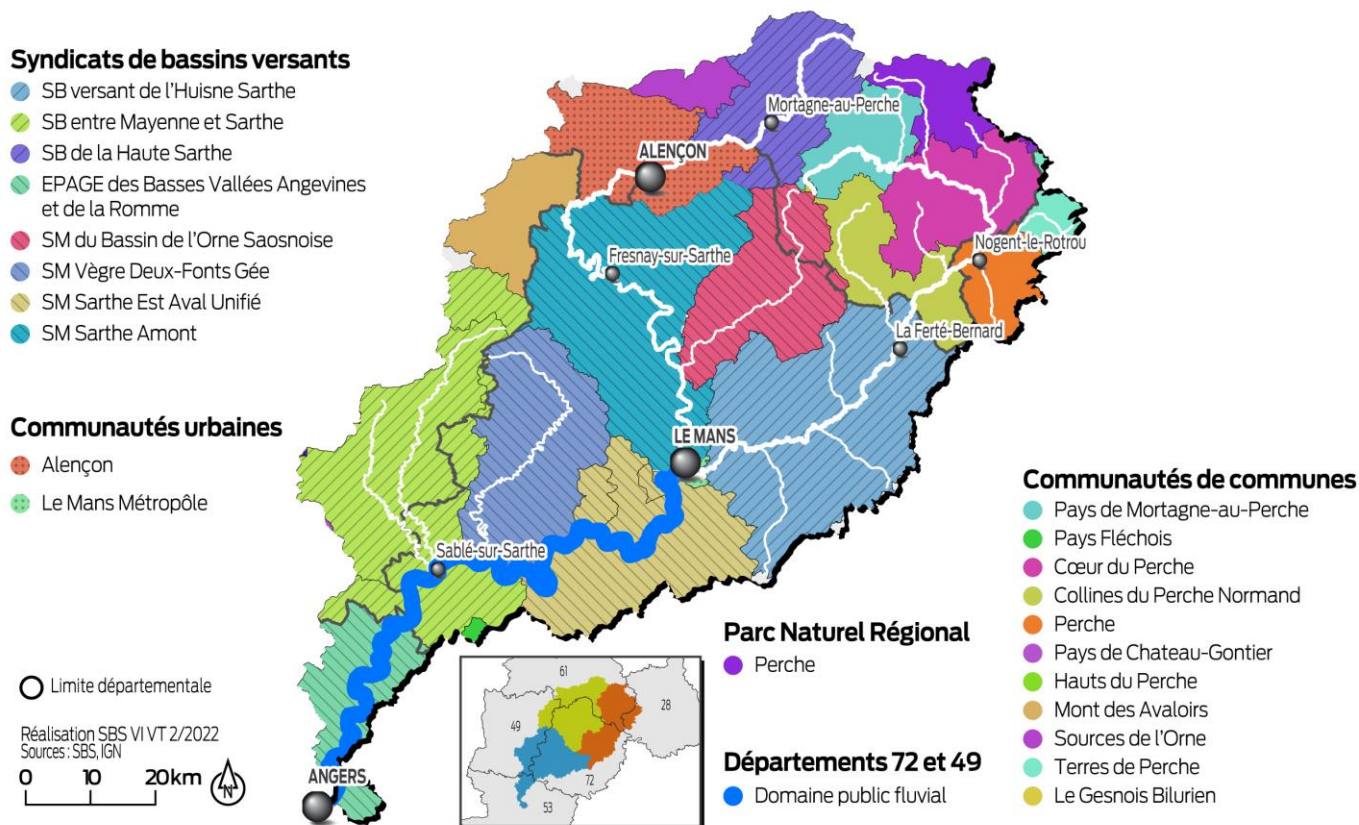 Syndicats de bassins versants
SB versant de l'Huisne Sarthe
SB entre Mayenne et Sarthe
SB de la Haute Sarthe
EPAGE des Basses Vallées Angevines
et de la Romme
SM du Bassin de l'Orne Saosnoise
SM Vègre Deux-Fonts Gée
SM Sarthe Est Aval Unifié
SM Sarthe Amont
Communautés urbaines
Alençon
Le Mans Métropôle
Limite départementale
Réalisation SBS VI VT 2/2022
Sources : SBS, IGN
0 10 20 km
N
Mortagne-au-Perche
ALENÇON
Nogent-le-Rotrou
Fresnay-sur-Sarthe
La Ferté-Bernard
LE MANS
Sablé-sur-Sarthe
ANGERS
61
28
49
72
53
Parc Naturel Régional
Perche
Départements 72 et 49
Domaine public fluvial
Communautés de communes
Pays de Mortagne-au-Perche
Pays Fléchois
Cœur du Perche
Collines du Perche Normand
Perche
Pays de Chateau-Gontier
Hauts du Perche
Mont des Avaloirs
Sources de l'Orne
Terres de Perche
Le Gesnois Bilurien